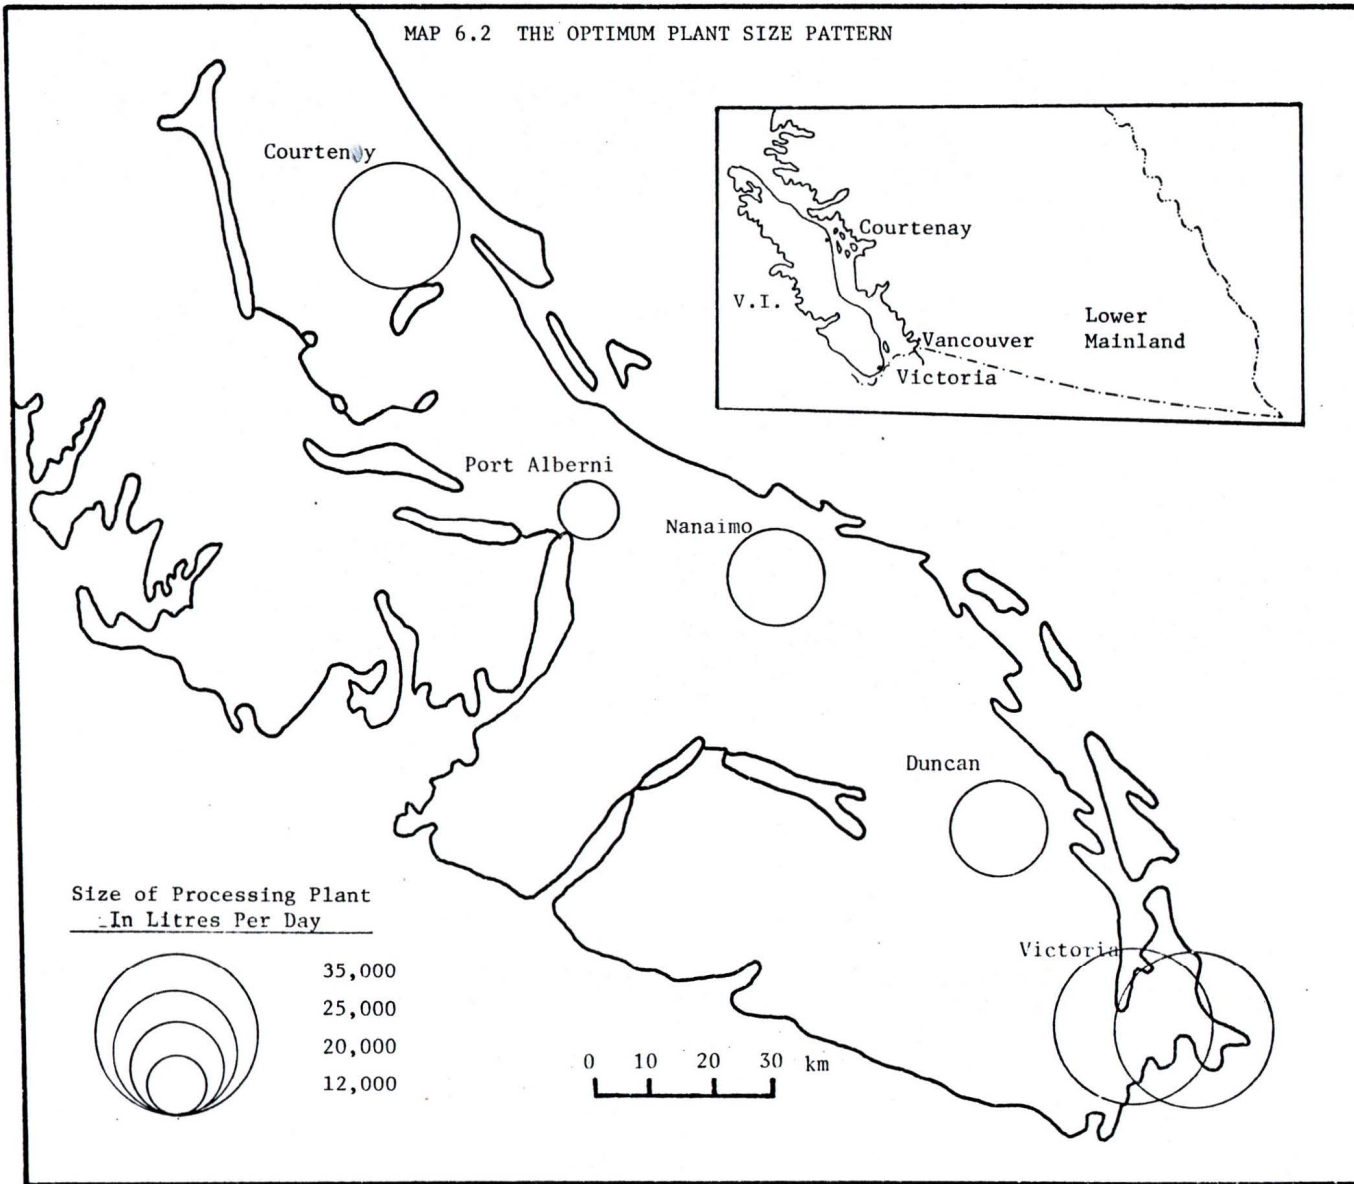 MAP 6.2 THE OPTIMUM PLANT SIZE PATTERN
Courtenay
Courtenay
V.I.
Lower
Mainland
Vancouver
Victoria
Port Alberni
Nanaimo
Duncan
Victoria
Size of Processing Plant
In Litres Per Day
35,000
25,000
20,000
12,000
0 10 20 30 km